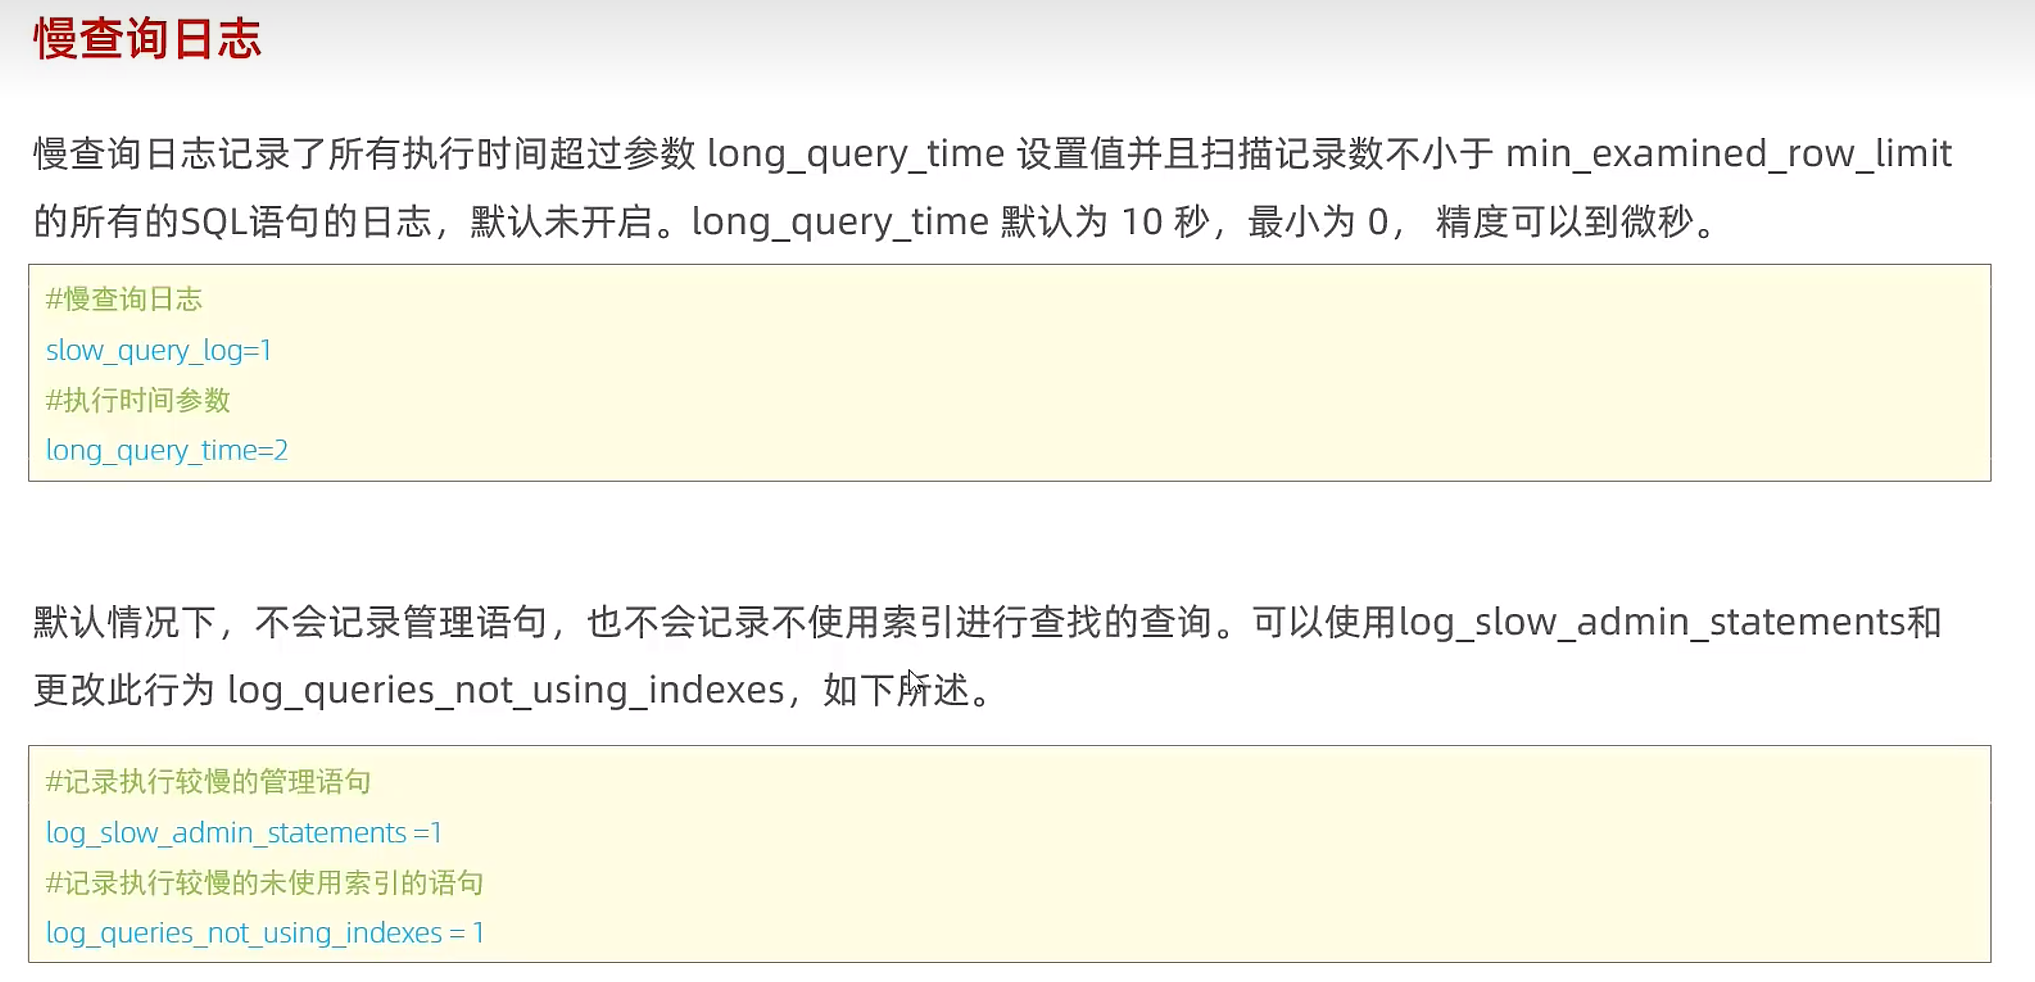 慢查询日志
慢查询日志记录了所有执行时间超过参数 long_query_time 设置值并且扫描记录数不小于 min_examined_row_limit
的所有的SQL语句的日志，默认未开启。long_query_time 默认为 10 秒，最小为 0， 精度可以到微秒。
#慢查询日志
slow_query_log=1
#执行时间参数
long_query_time=2
默认情况下，不会记录管理语句，也不会记录不使用索引进行查找的查询。可以使用log_slow_admin_statements和
更改此行为 log_queries_not_using_indexes，如下所述。
#记录执行较慢的管理语句
log_slow_admin_statements =1
#记录执行较慢的未使用索引的语句
log_queries_not_using_indexes = 1